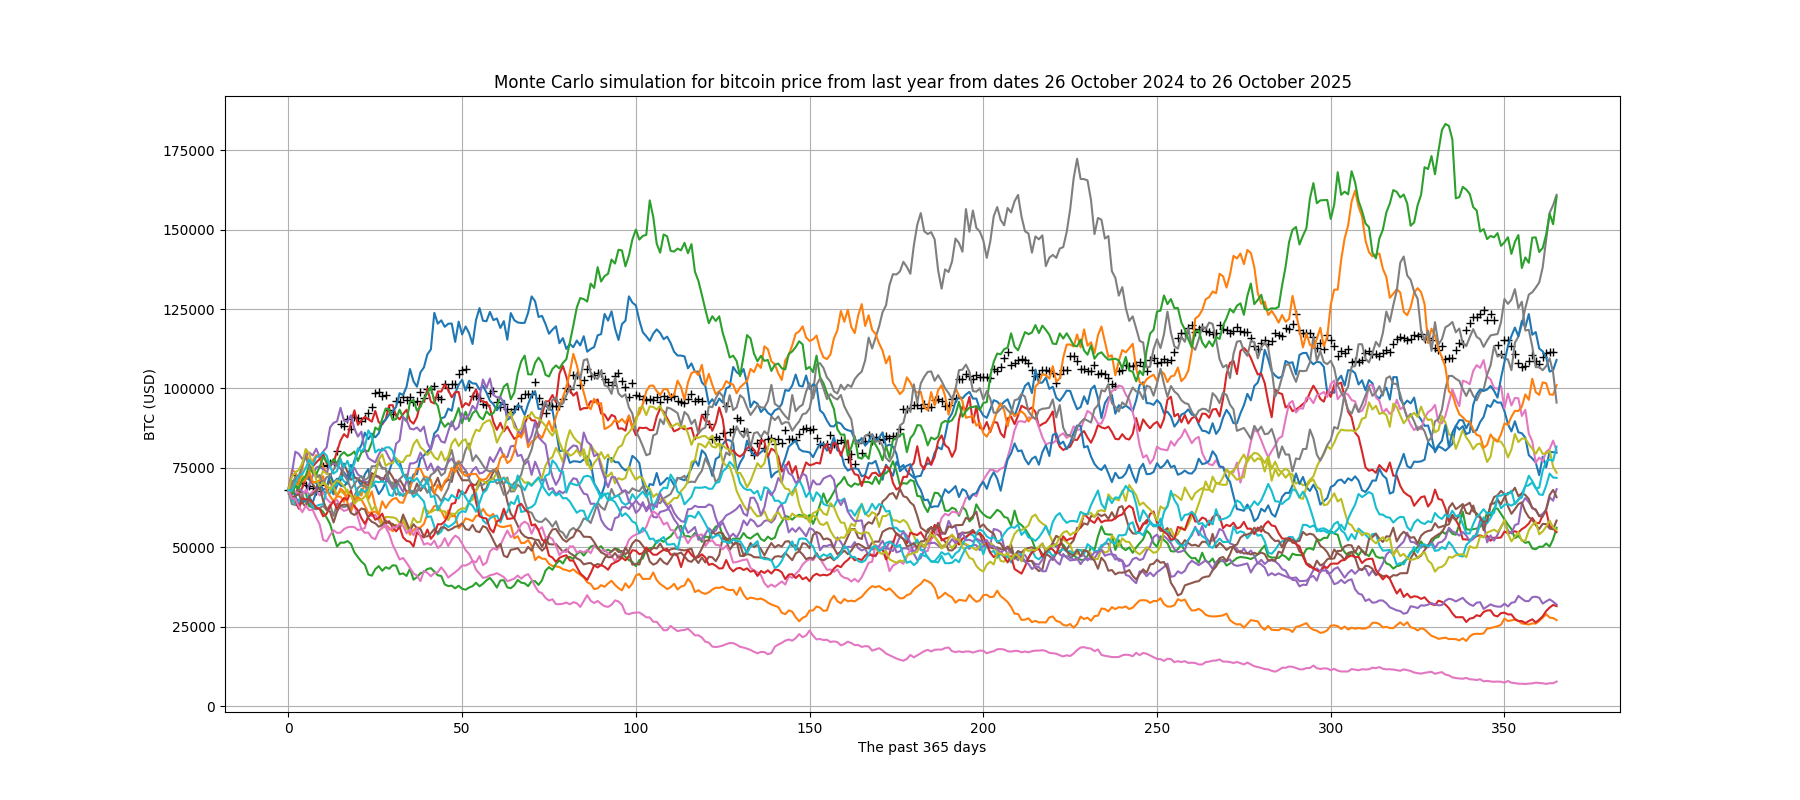 Monte Carlo simulation for bitcoin price from last year from dates 26 October 2024 to 26 October 2025
175000
150000
125000
100000
75000
50000
25000
0
BTC (USD)
0 50 100 150 200 250 300 350
The past 365 days